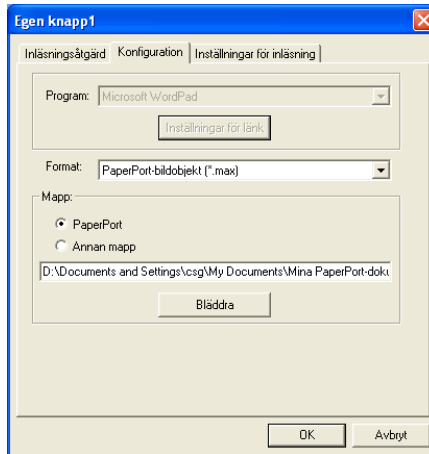 Egen knapp1
Inläsningsåtgärd Konfiguration Inställningar för inläsning
Program: Microsoft WordPad
Inställningar för länk
Format: PaperPort-bildobjekt (*.max)
Mapp:
PaperPort
Annan mapp
D:\Documents and Settings\csg\My Documents\Mina PaperPort-doku
Bläddra
OK Avbryt